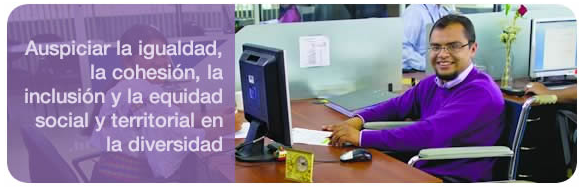 Auspiciar la igualdad,
la cohesión, la
inclusión y la equidad
social y territorial en
la diversidad